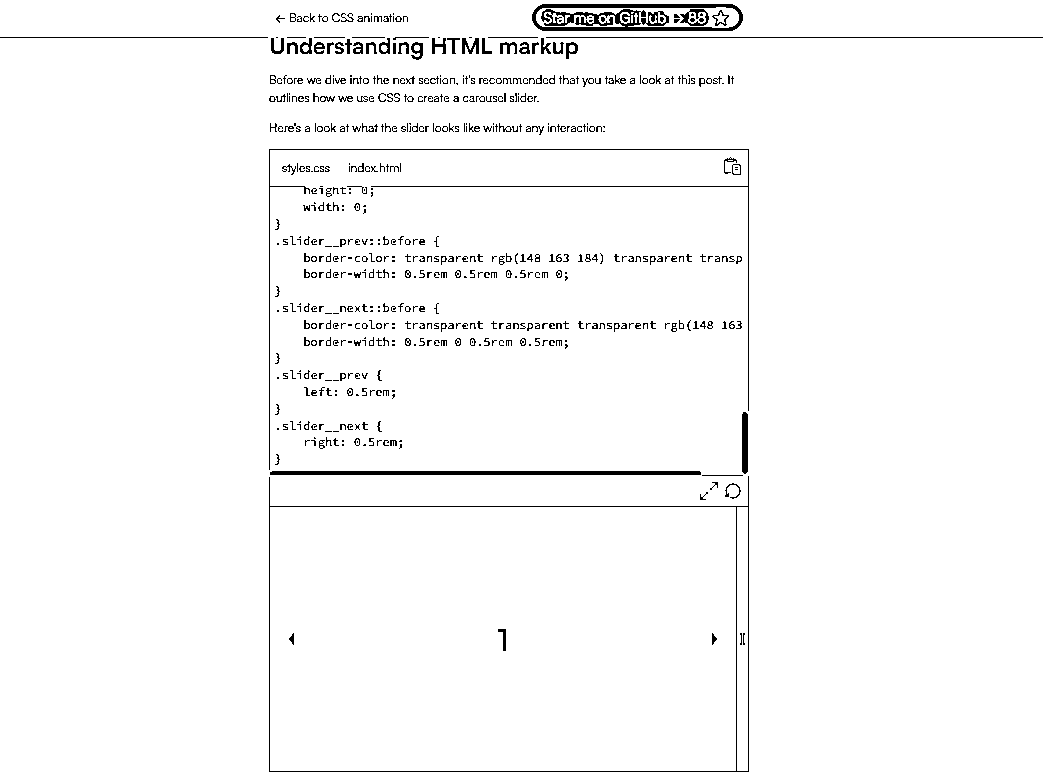 ← Back to CSS animation
Star me on GitHub → 88
Understanding HTML markup
Before we dive into the next section, it's recommended that you take a look at this post. It
outlines how we use CSS to create a carousel slider.
Here's a look at what the slider looks like without any interaction:
styles.css index.html
height: 0;
width: 0;
}
.slider__prev::before {
border-color: transparent rgb(148 163 184) transparent transp
border-width: 0.5rem 0.5rem 0.5rem 0;
}
.slider__next::before {
border-color: transparent transparent transparent rgb(148 163
border-width: 0.5rem 0 0.5rem 0.5rem;
}
.slider__prev {
left: 0.5rem;
}
.slider__next {
right: 0.5rem;
}
1